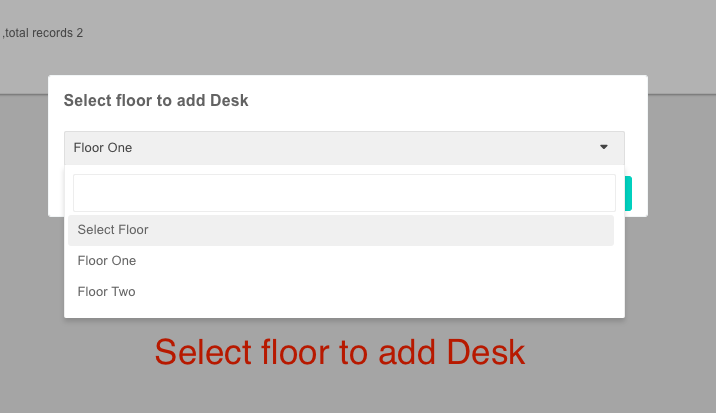 ,total records 2
Select floor to add Desk
Floor One
Select Floor
Floor One
Floor Two
Select floor to add Desk